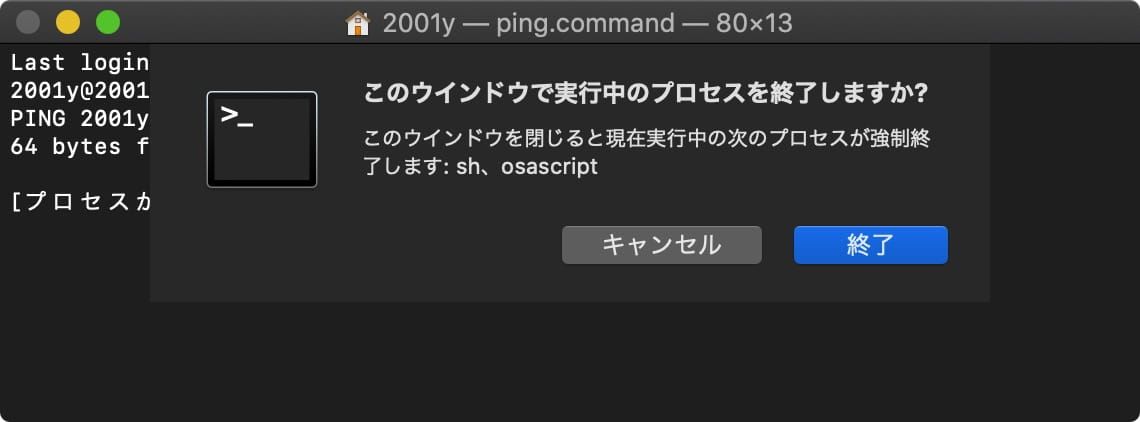 2001y — ping.command — 80×13
Last login
2001y@2001
PING 2001y
64 bytes f
[プロセスが
このウインドウで実行中のプロセスを終了しますか?
このウインドウを閉じると現在実行中の次のプロセスが強制終
了します: sh、osascript
キャンセル
終了
>_